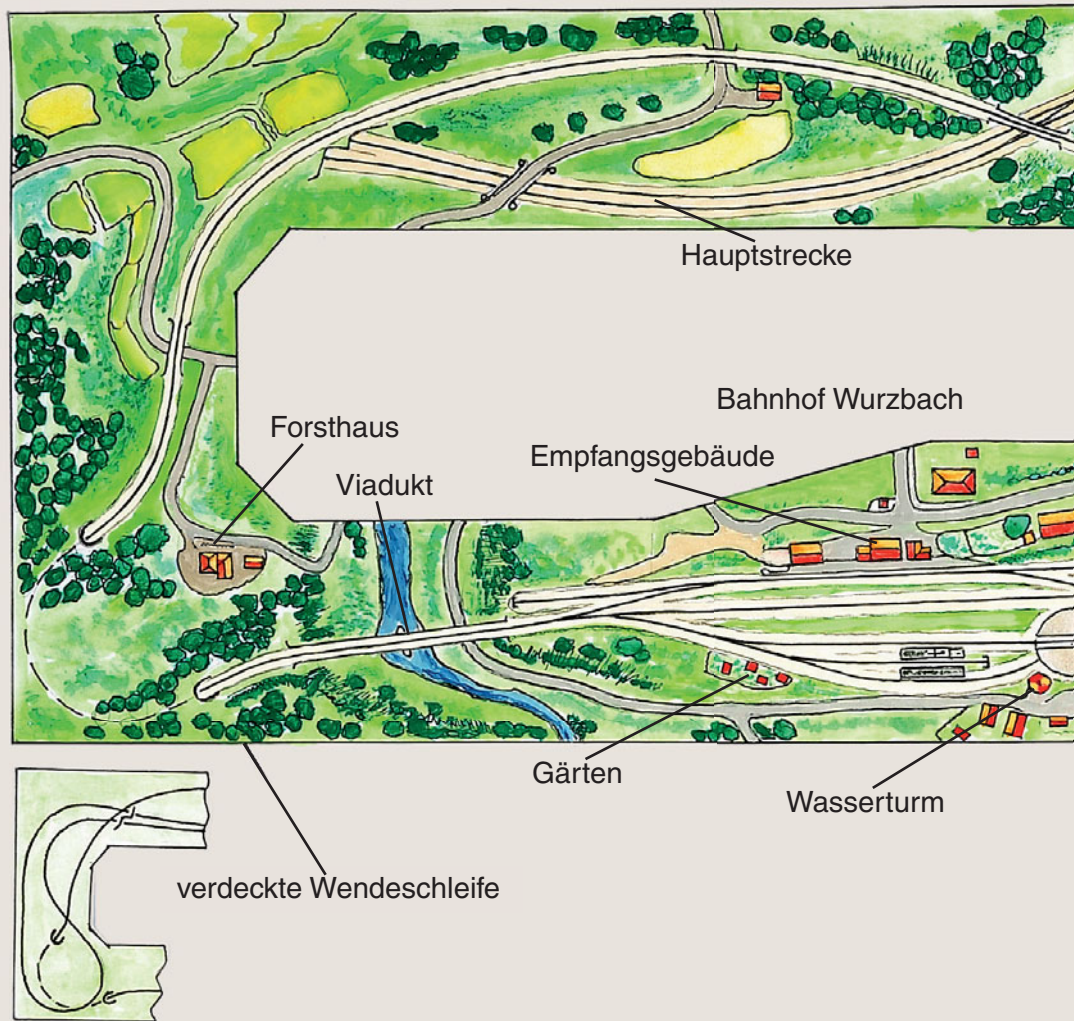 Hauptstrecke
Bahnhof Wurzbach
Forsthaus
Empfangsgebäude
Viadukt
Gärten
Wasserturm
verdeckte Wendeschleife